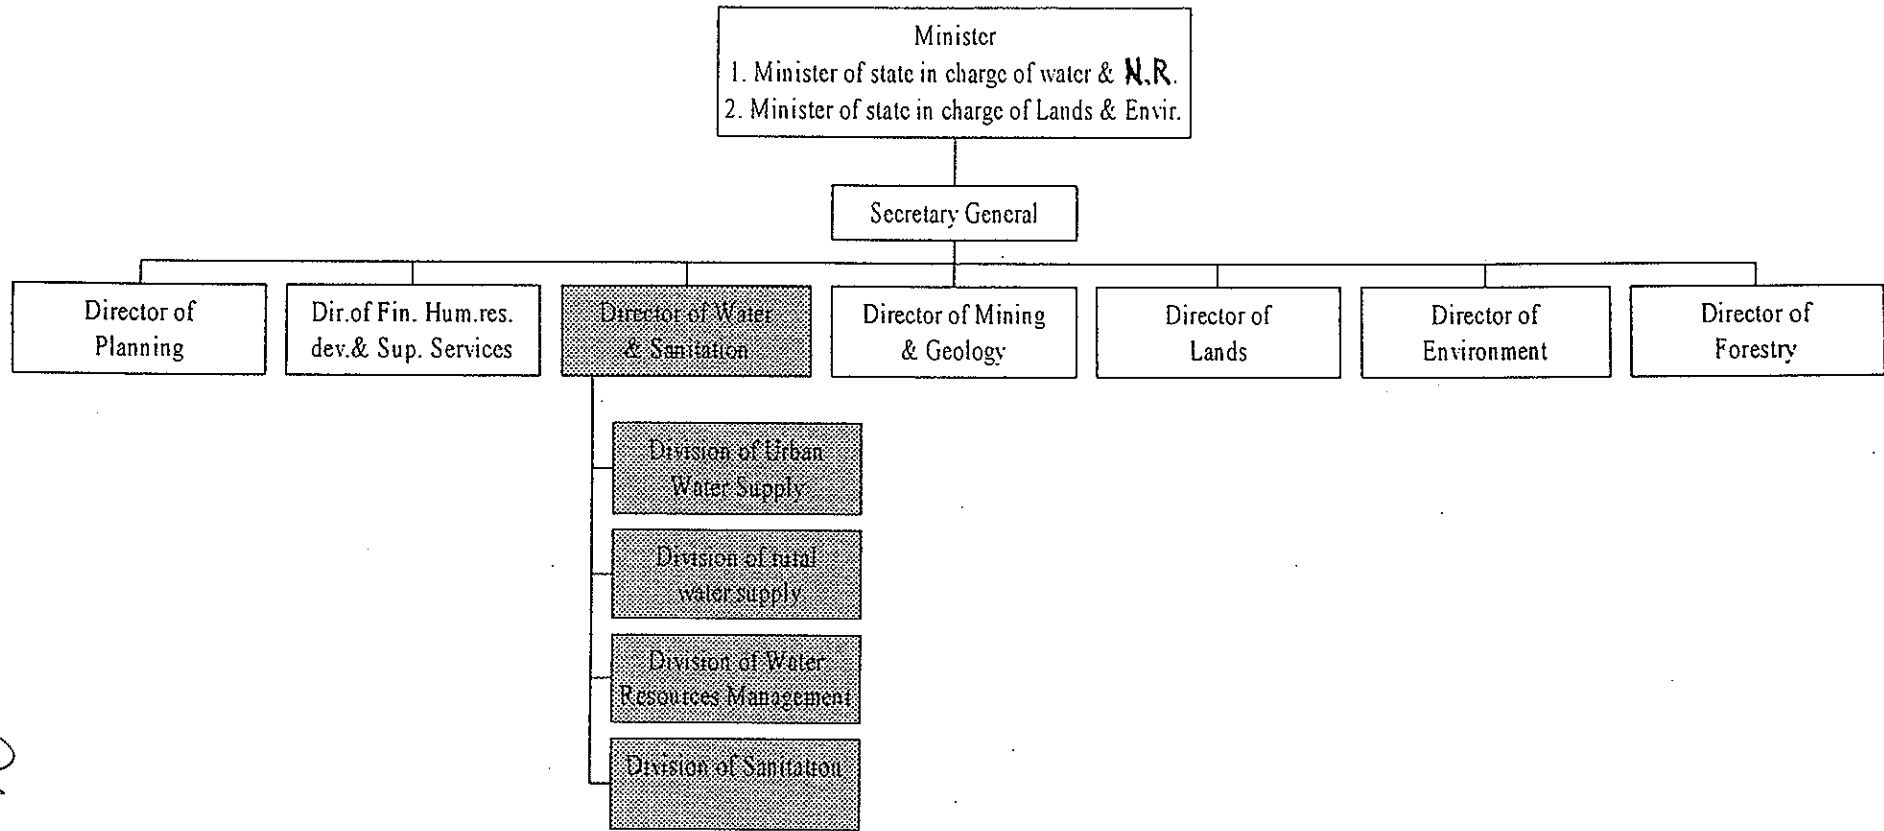 Minister
1. Minister of state in charge of water & N.R.
2. Minister of state in charge of Lands & Envir.
Secretary General
Director of
Planning
Dir.of Fin. Hum.res.
dev.& Sup. Services
Director of Water
& Sanitation
Director of Mining
& Geology
Director of
Lands
Director of
Environment
Director of
Forestry
Division of Urban
Water Supply
Division of rural
water supply
Division of Water
Resources Management
Division of Sanitation